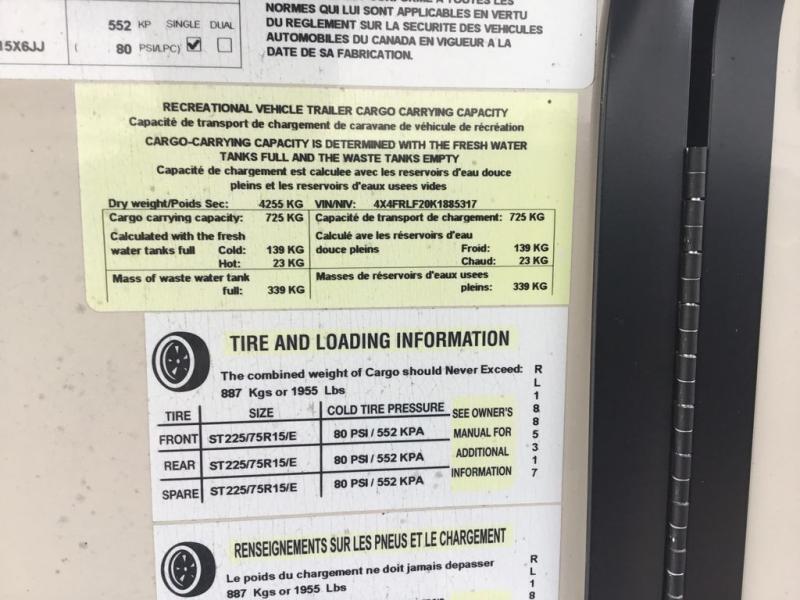 552 KP SINGLE DUAL
15X6JJ ( 80 PSI/LPC)
NORMES QUI LUI SONT APPLICABLES EN VERTU
DU REGLEMENT SUR LA SECURITE DES VEHICULES
AUTOMOBILES DU CANADA EN VIGUEUR A LA
DATE DE SA FABRICATION.
RECREATIONAL VEHICLE TRAILER CARGO CARRYING CAPACITY
Capacité de transport de chargement de caravane de véhicule de récréation
CARGO-CARRYING CAPACITY IS DETERMINED WITH THE FRESH WATER
TANKS FULL AND THE WASTE TANKS EMPTY
Capacité de chargement est calculee avec les reservoirs d'eau douce
pleins et les reservoirs d'eaux usees vides
Dry weight/Poids Sec: 4255 KG VIN/NIV: 4X4FRLF20K1885317
Cargo carrying capacity: 725 KG Capacité de transport de chargement: 725 KG
Calculated with the fresh Calculé ave les réservoirs d'eau
water tanks full Cold: 139 KG douce pleins Froid: 139 KG
Hot: 23 KG Chaud: 23 KG
Mass of waste water tank Masses de réservoirs d'eaux usees
full: 339 KG pleins: 339 KG
TIRE AND LOADING INFORMATION
The combined weight of Cargo should Never Exceed:
887 Kgs or 1955 Lbs
TIRE SIZE COLD TIRE PRESSURE
FRONT ST225/75R15/E 80 PSI / 552 KPA
REAR ST225/75R15/E 80 PSI / 552 KPA
SPARE ST225/75R15/E 80 PSI / 552 KPA
SEE OWNER'S
MANUAL FOR
ADDITIONAL
INFORMATION
RL1885317
RENSEIGNEMENTS SUR LES PNEUS ET LE CHARGEMENT
Le poids du chargement ne doit jamais depasser
887 Kgs or 1955 Lbs
RL18